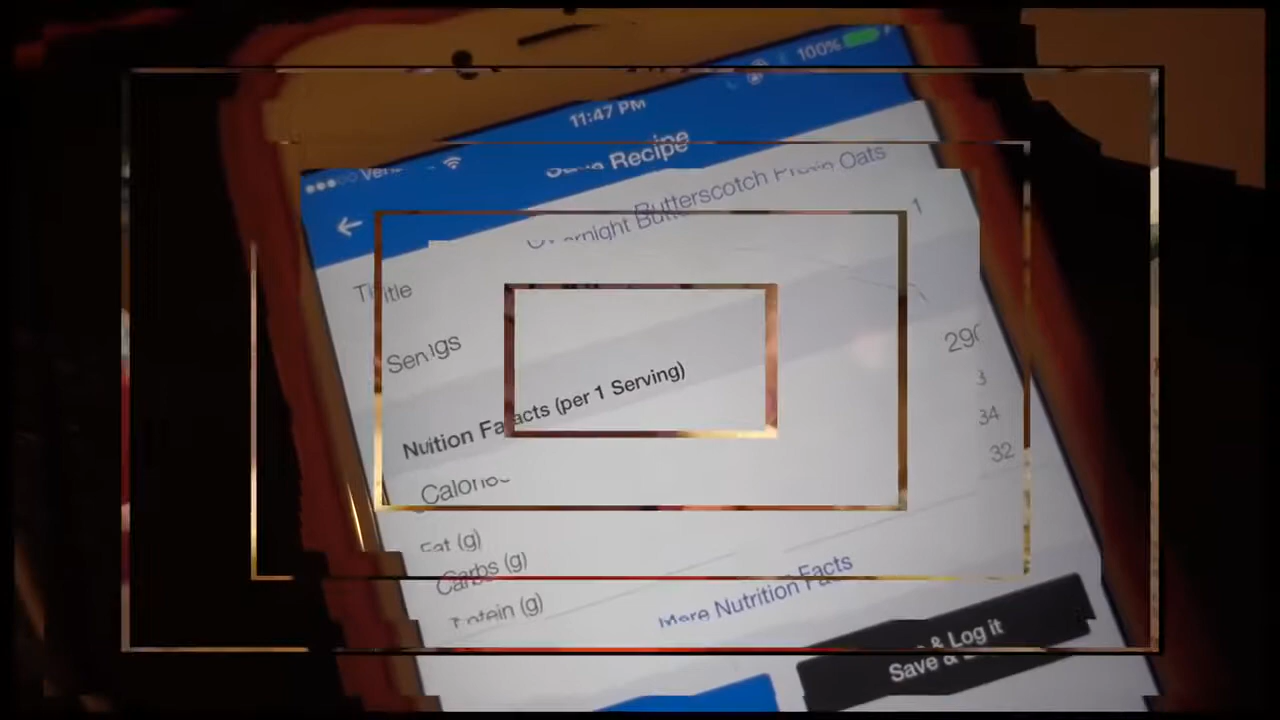 100%
11:47 PM
Recipe
Overnight Butterscotch Protein Oats
Title
1
Servings
Nutrition Facts (per 1 Serving)
Calories 290
Fat (g) 3
Carbs (g) 34
Protein (g) 32
More Nutrition Facts
Save & Log it